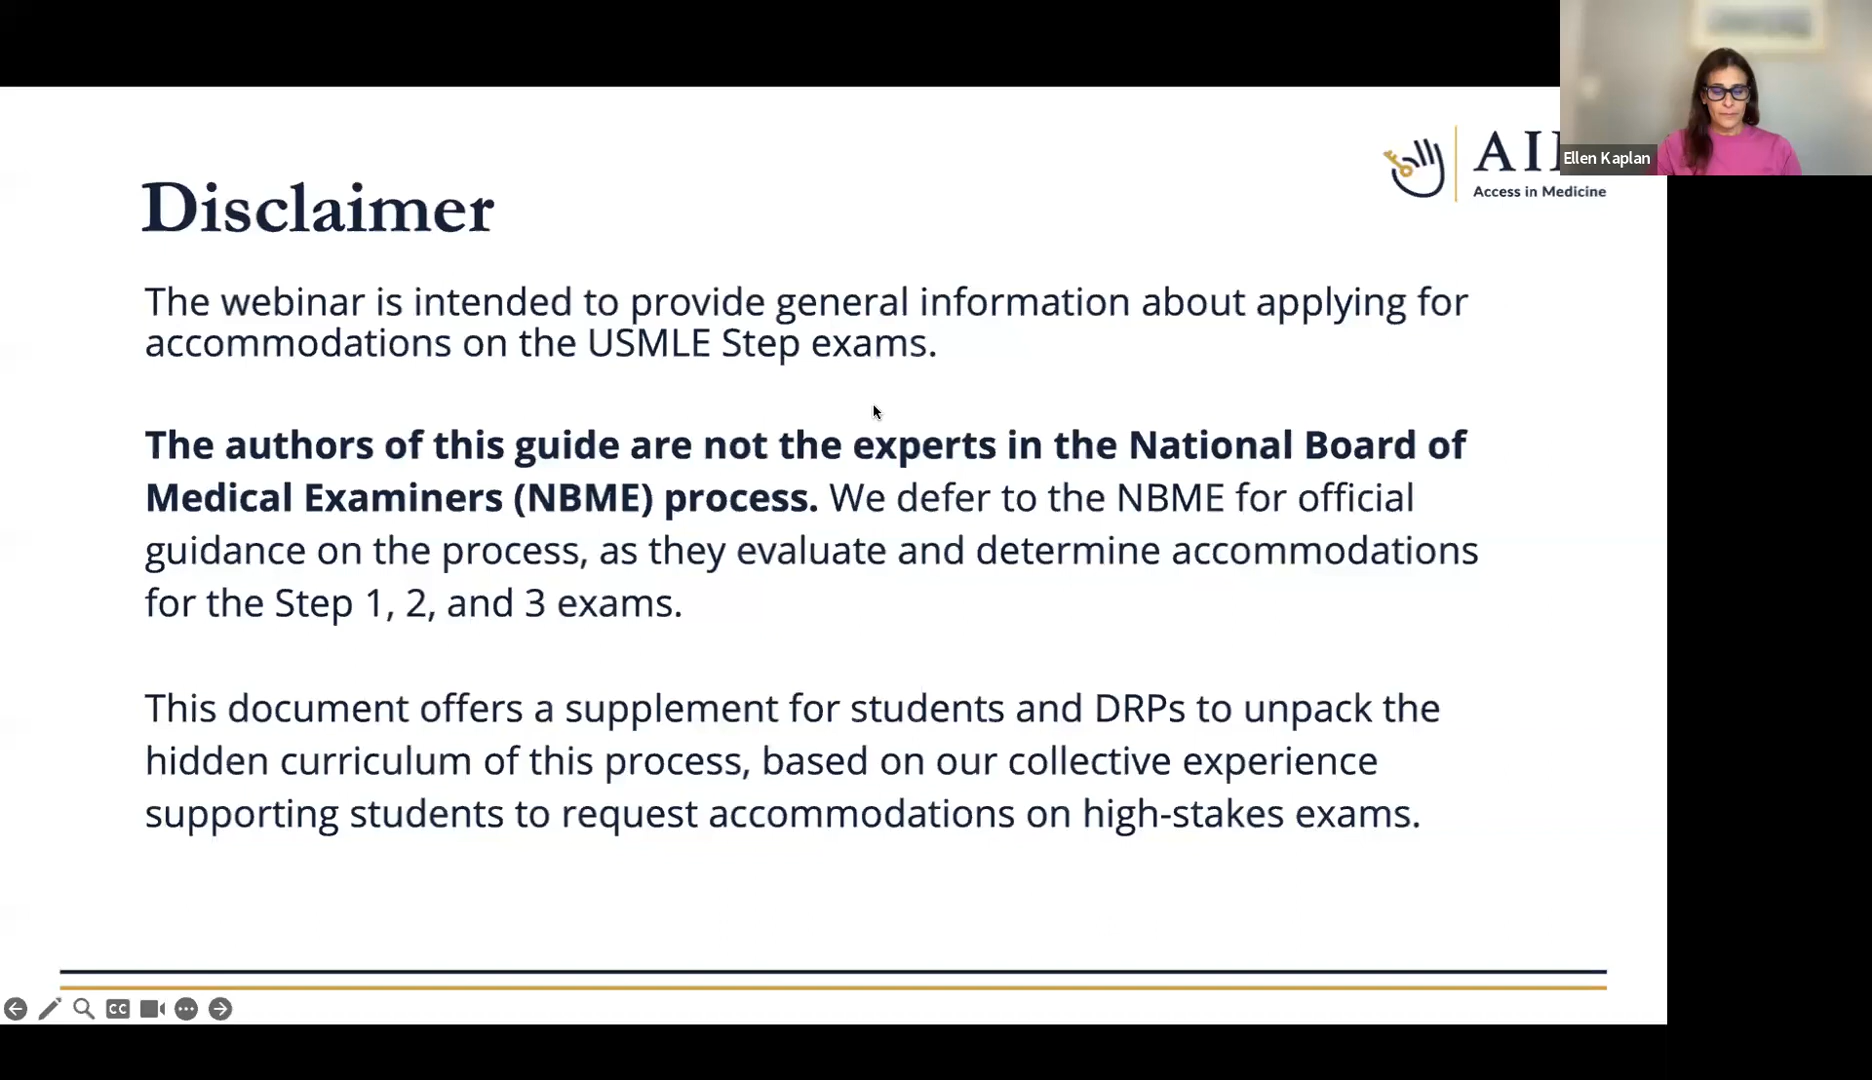 Disclaimer
The webinar is intended to provide general information about applying for
accommodations on the USMLE Step exams.
The authors of this guide are not the experts in the National Board of
Medical Examiners (NBME) process. We defer to the NBME for official
guidance on the process, as they evaluate and determine accommodations
for the Step 1, 2, and 3 exams.
This document offers a supplement for students and DRPs to unpack the
hidden curriculum of this process, based on our collective experience
supporting students to request accommodations on high-stakes exams.
Access in Medicine
Ellen Kaplan
CC